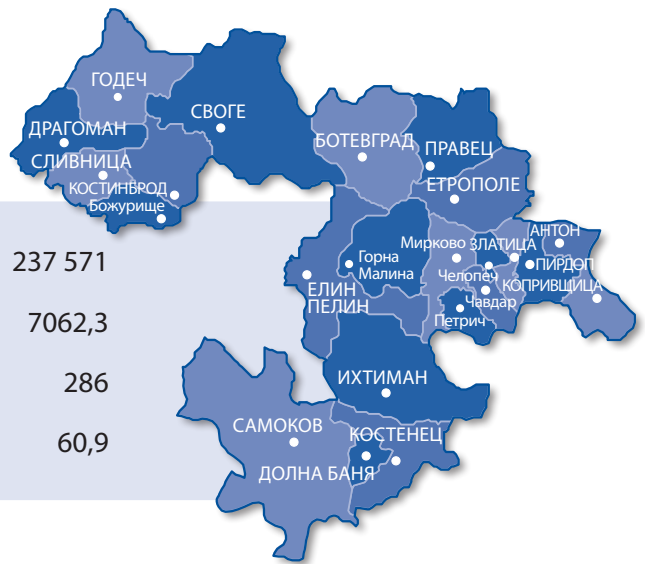 ГОДЕЧ
СВОГЕ
ДРАГОМАН
БОТЕВГРАД
ПРАВЕЦ
СЛИВНИЦА
КОСТИНБРОД
Божурище
ЕТРОПОЛЕ
237 571
7062,3
286
60,9
АНТОН
Мирково
ЗЛАТИЦА
Горна
Малина
ПИРДОП
Челопеч
КОПРИВЩИЦА
ЕЛИН
ПЕЛИН
Чавдар
Петрич
ИХТИМАН
САМОКОВ
КОСТЕНЕЦ
ДОЛНА БАНЯ